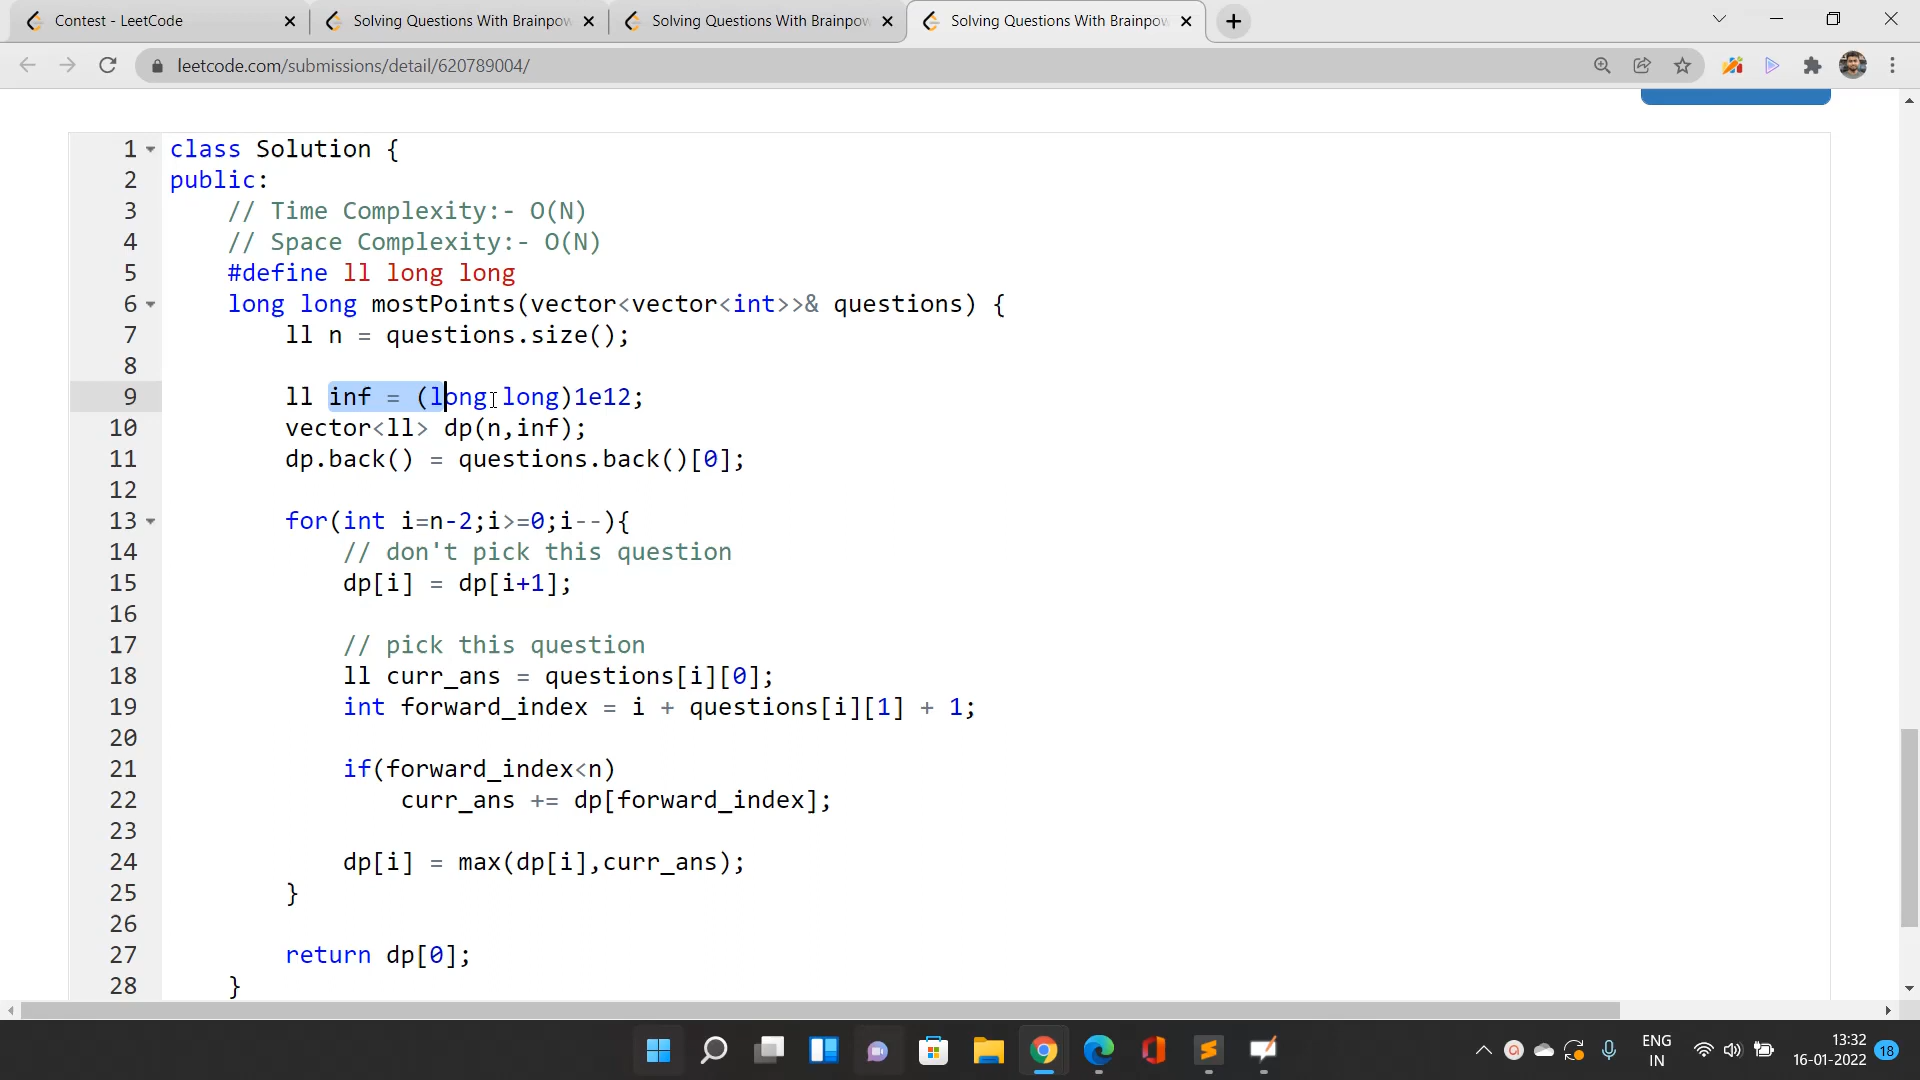 Contest - LeetCode
Solving Questions With Brainpow
Solving Questions With Brainpow
Solving Questions With Brainpow
leetcode.com/submissions/detail/620789004/
1 class Solution {
2 public:
3 // Time Complexity:- O(N)
4 // Space Complexity:- O(N)
5 #define ll long long
6 long long mostPoints(vector<vector<int>>& questions) {
7 ll n = questions.size();
8
9 ll inf = (long long)1e12;
10 vector<ll> dp(n,inf);
11 dp.back() = questions.back()[0];
12
13 for(int i=n-2;i>=0;i--){
14 // don't pick this question
15 dp[i] = dp[i+1];
16
17 // pick this question
18 ll curr_ans = questions[i][0];
19 int forward_index = i + questions[i][1] + 1;
20
21 if(forward_index<n)
22 curr_ans += dp[forward_index];
23
24 dp[i] = max(dp[i],curr_ans);
25 }
26
27 return dp[0];
28 }
ENG
IN
13:32
16-01-2022
18